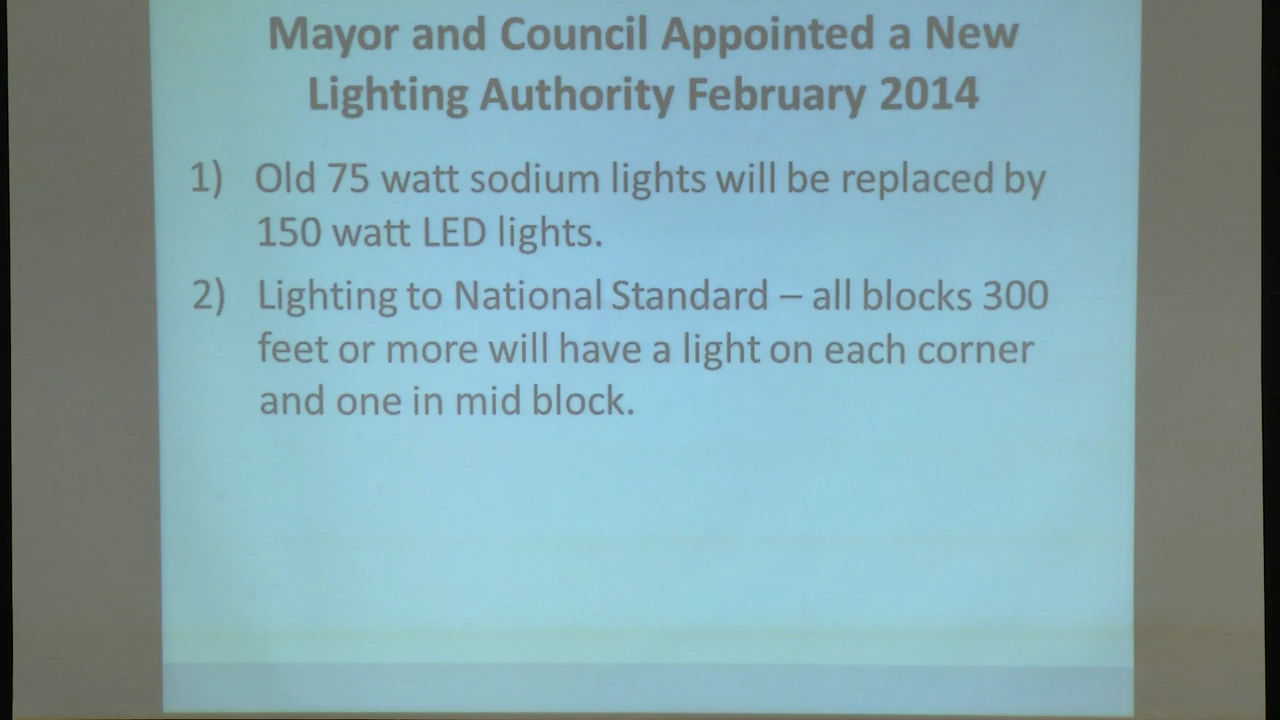 Mayor and Council Appointed a New
Lighting Authority February 2014
1) Old 75 watt sodium lights will be replaced by
150 watt LED lights.
2) Lighting to National Standard – all blocks 300
feet or more will have a light on each corner
and one in mid block.